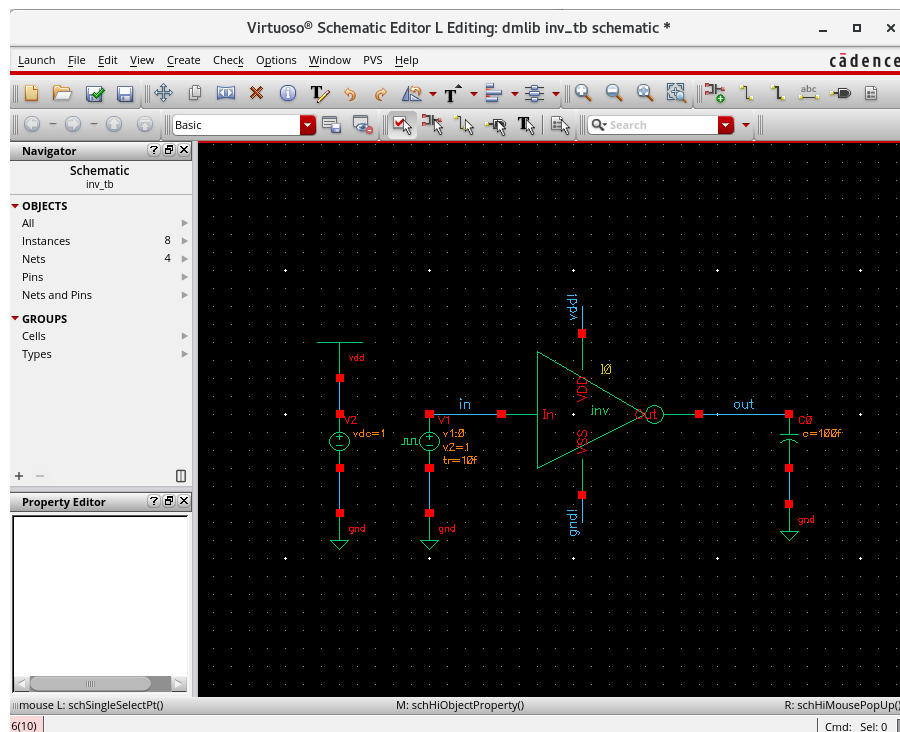 Virtuoso® Schematic Editor L Editing: dmlib inv_tb schematic *
Launch File Edit View Create Check Options Window PVS Help
cādence
abc
Basic
Search
Navigator
Schematic
inv_tb
OBJECTS
All
Instances 8
Nets 4
Pins
Nets and Pins
GROUPS
Cells
Types
Property Editor
vdd!
vdd
I0
VDD
in
out
V2
V1
In
inv
Out
C0
vdc=1
v1:0
v2=.1
tr=10f
VSS
c=100f
gnd
gnd
gnd!
gnd
mouse L: schSingleSelectPt()
M: schHiObjectProperty()
R: schHiMousePopUp()
6(10)
Cmd: Sel: 0